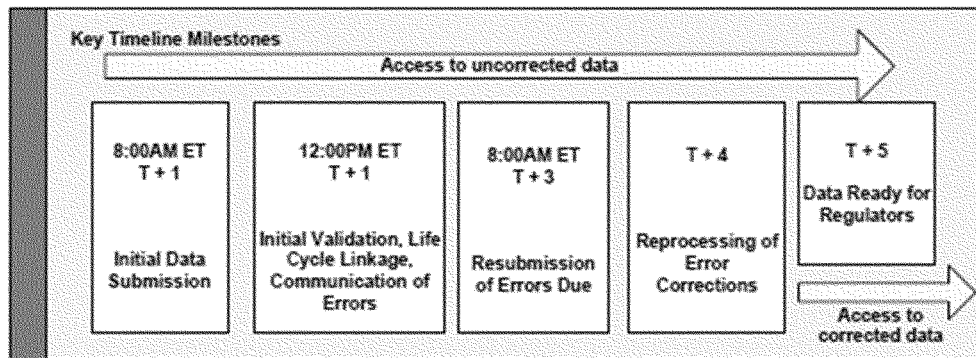 Key Timeline Milestones
Access to uncorrected data
8:00AM ET
T + 1
Initial Data
Submission
12:00PM ET
T + 1
Initial Validation, Life
Cycle Linkage,
Communication of
Errors
8:00AM ET
T + 3
Resubmission
of Errors Due
T + 4
Reprocessing of
Error
Corrections
T + 5
Data Ready for
Regulators
Access to
corrected data